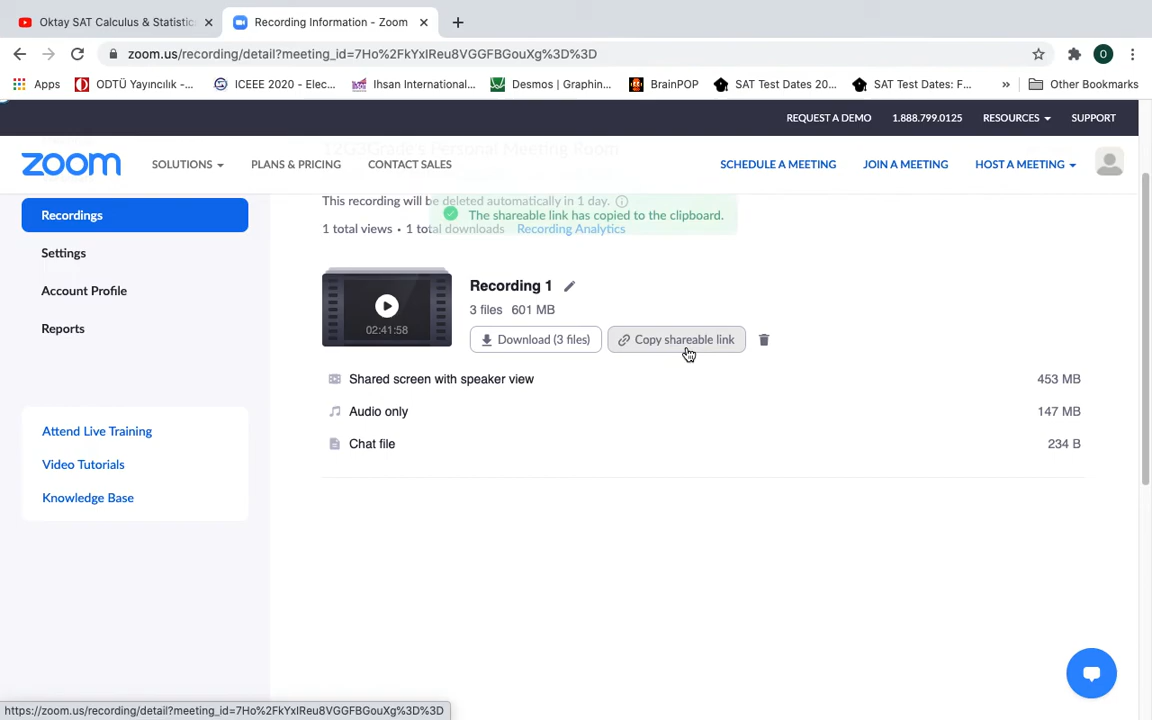 Oktay SAT Calculus & Statistic
Recording Information - Zoom
zoom.us/recording/detail?meeting_id=7Ho%2FkYxIReu8VGGFBGouXg%3D%3D
O
Apps
ODTÜ Yayıncılık -...
ICEEE 2020 - Elec...
Ihsan International...
Desmos | Graphin...
BrainPOP
SAT Test Dates 20...
SAT Test Dates: F...
»
Other Bookmarks
REQUEST A DEMO
1.888.799.0125
RESOURCES
SUPPORT
zoom
SOLUTIONS
PLANS & PRICING
CONTACT SALES
SCHEDULE A MEETING
JOIN A MEETING
HOST A MEETING
12G3Grade's Personal Meeting Room
Recordings
Settings
Account Profile
Reports
Attend Live Training
Video Tutorials
Knowledge Base
This recording will be deleted automatically in 1 day.
The shareable link has copied to the clipboard.
1 total views • 1 total downloads Recording Analytics
02:41:58
Recording 1
3 files 601 MB
Download (3 files)
Copy shareable link
Shared screen with speaker view 453 MB
Audio only 147 MB
Chat file 234 B
https://zoom.us/recording/detail?meeting_id=7Ho%2FkYxIReu8VGGFBGouXg%3D%3D